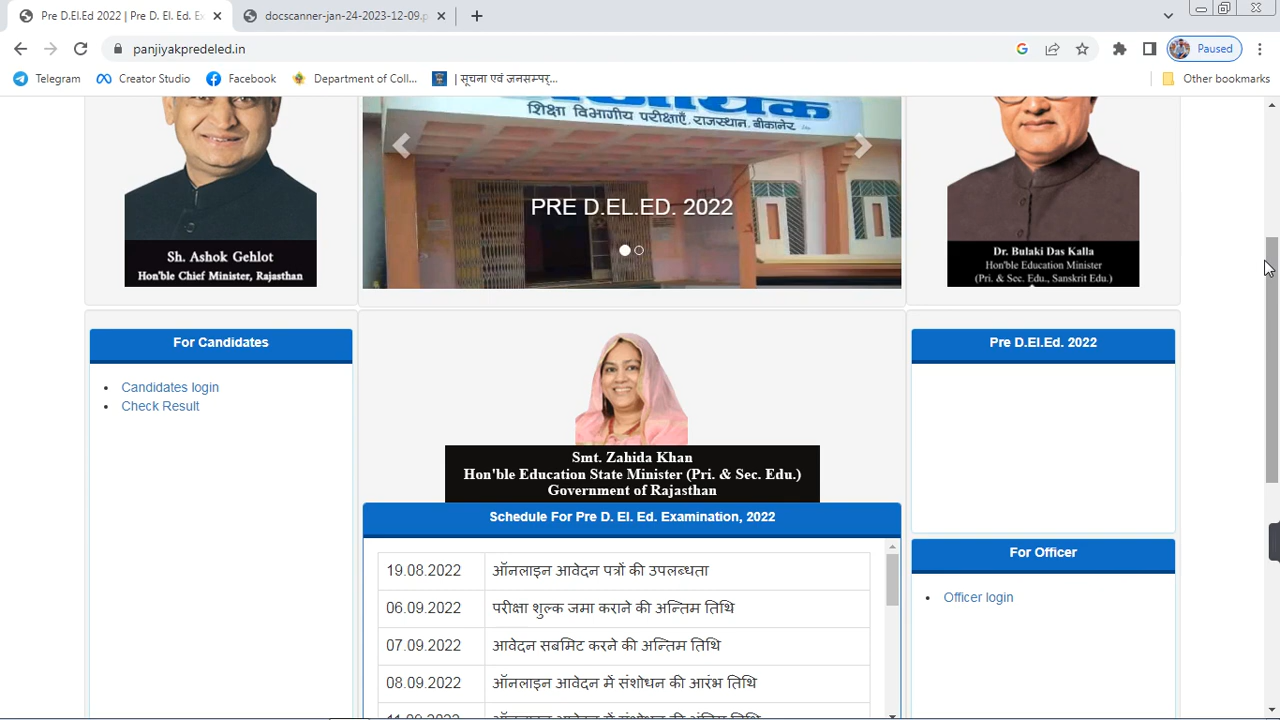 Pre D.El.Ed 2022 | Pre D. El. Ed. Ex
docscanner-jan-24-2023-12-09.p
panjiyakpredeled.in
Paused
Telegram
Creator Studio
Facebook
Department of Coll...
| सूचना एवं जनसम्पर्...
Other bookmarks
शिक्षा विभागीय परीक्षाएँ, राजस्थान, बीकानेर
PRE D.EL.ED. 2022
Sh. Ashok Gehlot
Hon'ble Chief Minister, Rajasthan
Dr. Bulaki Das Kalla
Hon'ble Education Minister
(Pri. & Sec. Edu., Sanskrit Edu.)
For Candidates
Candidates login
Check Result
Smt. Zahida Khan
Hon'ble Education State Minister (Pri. & Sec. Edu.)
Government of Rajasthan
Pre D.El.Ed. 2022
Schedule For Pre D. El. Ed. Examination, 2022
19.08.2022 ऑनलाइन आवेदन पत्रों की उपलब्धता
06.09.2022 परीक्षा शुल्क जमा कराने की अन्तिम तिथि
07.09.2022 आवेदन सबमिट करने की अन्तिम तिथि
08.09.2022 ऑनलाइन आवेदन में संशोधन की आरंभ तिथि
For Officer
Officer login